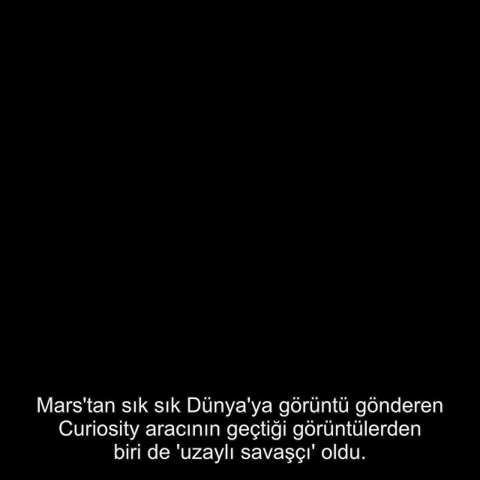 Mars'tan sık sık Dünya'ya görüntü gönderen
Curiosity aracının geçtiği görüntülerden
biri de 'uzaylı savaşçı' oldu.